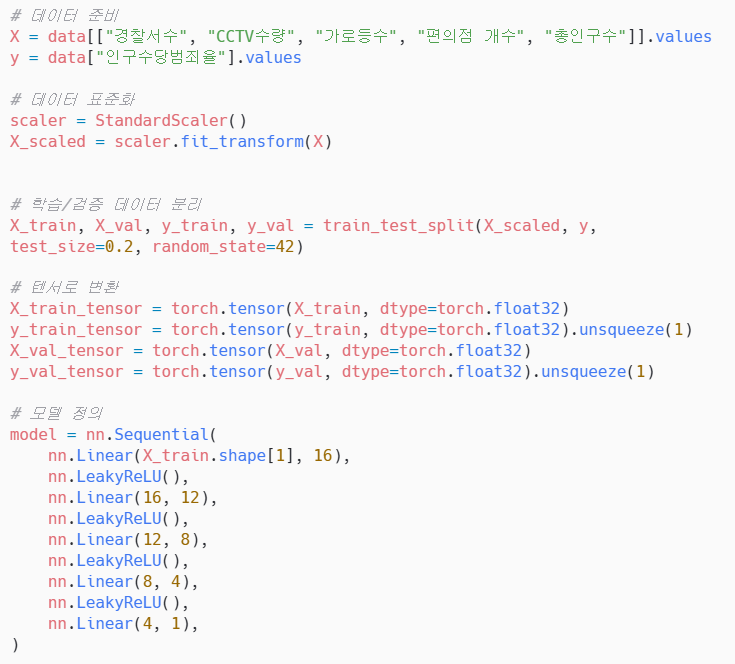 # 데이터 준비
X = data[["경찰서수", "CCTV수량", "가로등수", "편의점 개수", "총인구수"]].values
y = data["인구수당범죄율"].values
# 데이터 표준화
scaler = StandardScaler()
X_scaled = scaler.fit_transform(X)
# 학습/검증 데이터 분리
X_train, X_val, y_train, y_val = train_test_split(X_scaled, y,
test_size=0.2, random_state=42)
# 텐서로 변환
X_train_tensor = torch.tensor(X_train, dtype=torch.float32)
y_train_tensor = torch.tensor(y_train, dtype=torch.float32).unsqueeze(1)
X_val_tensor = torch.tensor(X_val, dtype=torch.float32)
y_val_tensor = torch.tensor(y_val, dtype=torch.float32).unsqueeze(1)
# 모델 정의
model = nn.Sequential(
    nn.Linear(X_train.shape[1], 16),
    nn.LeakyReLU(),
    nn.Linear(16, 12),
    nn.LeakyReLU(),
    nn.Linear(12, 8),
    nn.LeakyReLU(),
    nn.Linear(8, 4),
    nn.LeakyReLU(),
    nn.Linear(4, 1),
)